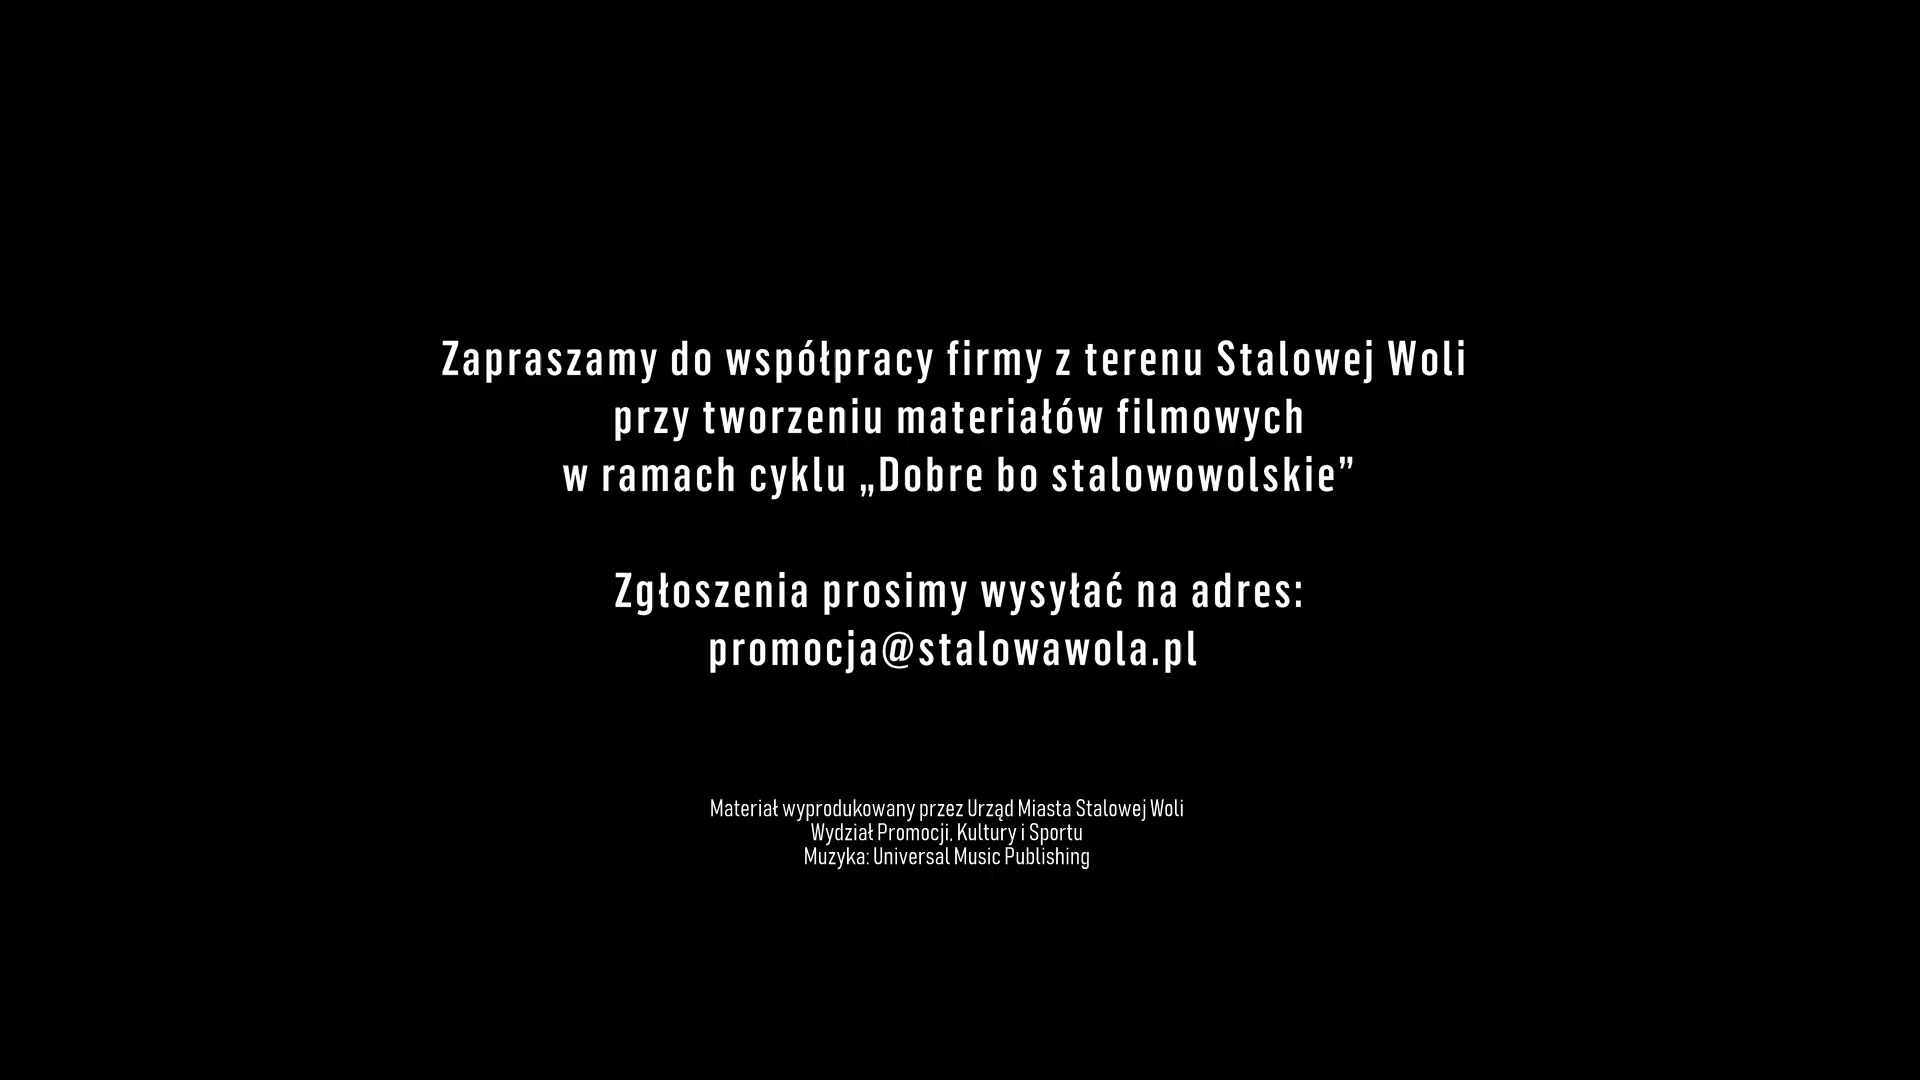 Zapraszamy do współpracy firmy z terenu Stalowej Woli
przy tworzeniu materiałów filmowych
w ramach cyklu „Dobre bo stalowowolskie”
Zgłoszenia prosimy wysyłać na adres:
promocja@stalowawola.pl
Materiał wyprodukowany przez Urząd Miasta Stalowej Woli
Wydział Promocji, Kultury i Sportu
Muzyka: Universal Music Publishing